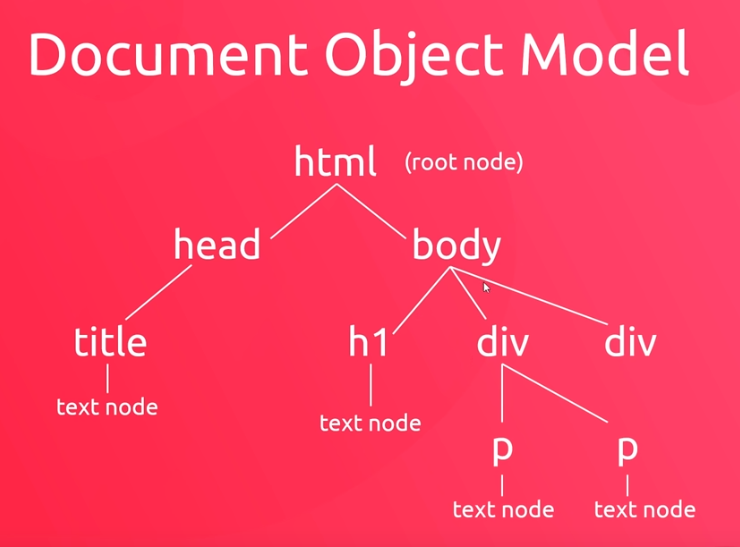 Document Object Model
html (root node)
head body
title h1 div div
text node
text node
p p
text node text node